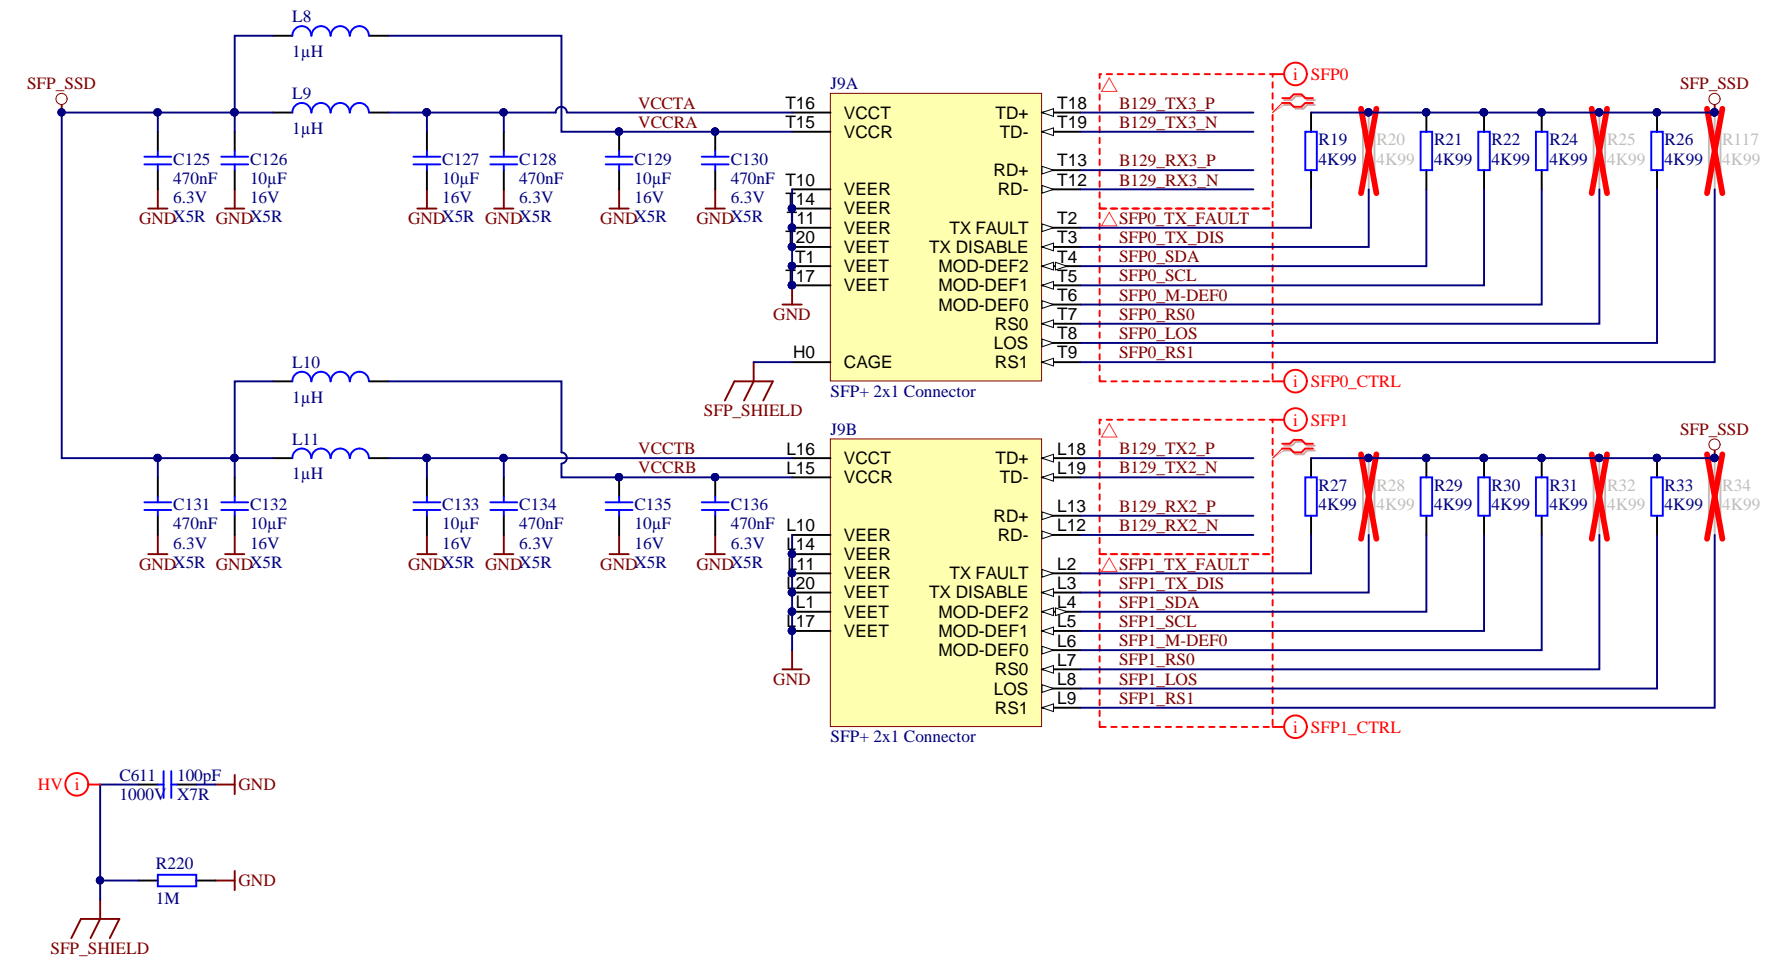 L8
1µH
SFP_SSD
L9
1µH
C125
470nF
6.3V
X5R
GND
C126
10µF
16V
X5R
GND
C127
10µF
16V
X5R
GND
C128
470nF
6.3V
X5R
GND
VCCTA
VCCRA
C129
10µF
16V
X5R
GND
C130
470nF
6.3V
X5R
GND
J9A
T16 VCCT
T15 VCCR
T10 VEER
T14 VEER
11 VEER
20 VEET
T1 VEET
T17 VEET
GND
H0 CAGE
SFP_SHIELD
SFP+ 2x1 Connector
TD+ T18 B129_TX3_P
TD- T19 B129_TX3_N
RD+ T13 B129_RX3_P
RD- T12 B129_RX3_N
TX FAULT T2 SFP0_TX_FAULT
TX DISABLE T3 SFP0_TX_DIS
MOD-DEF2 T4 SFP0_SDA
MOD-DEF1 T5 SFP0_SCL
MOD-DEF0 T6 SFP0_M-DEF0
RS0 T7 SFP0_RS0
LOS T8 SFP0_LOS
RS1 T9 SFP0_RS1
i SFP0
i SFP0_CTRL
SFP_SSD
R19
4K99
R20
4K99
R21
4K99
R22
4K99
R24
4K99
R25
4K99
R26
4K99
R117
4K99
L10
1µH
L11
1µH
C131
470nF
6.3V
X5R
GND
C132
10µF
16V
X5R
GND
C133
10µF
16V
X5R
GND
C134
470nF
6.3V
X5R
GND
VCCTB
VCCRB
C135
10µF
16V
X5R
GND
C136
470nF
6.3V
X5R
GND
J9B
L16 VCCT
L15 VCCR
L10 VEER
L14 VEER
11 VEER
L20 VEET
L1 VEET
L17 VEET
GND
SFP+ 2x1 Connector
TD+ L18 B129_TX2_P
TD- L19 B129_TX2_N
RD+ L13 B129_RX2_P
RD- L12 B129_RX2_N
TX FAULT L2 SFP1_TX_FAULT
TX DISABLE L3 SFP1_TX_DIS
MOD-DEF2 L4 SFP1_SDA
MOD-DEF1 L5 SFP1_SCL
MOD-DEF0 L6 SFP1_M-DEF0
RS0 L7 SFP1_RS0
LOS L8 SFP1_LOS
RS1 L9 SFP1_RS1
i SFP1
i SFP1_CTRL
SFP_SSD
R27
4K99
R28
4K99
R29
4K99
R30
4K99
R31
4K99
R32
4K99
R33
4K99
R34
4K99
HV i
C611 100pF
1000V X7R
GND
R220
1M
GND
SFP_SHIELD